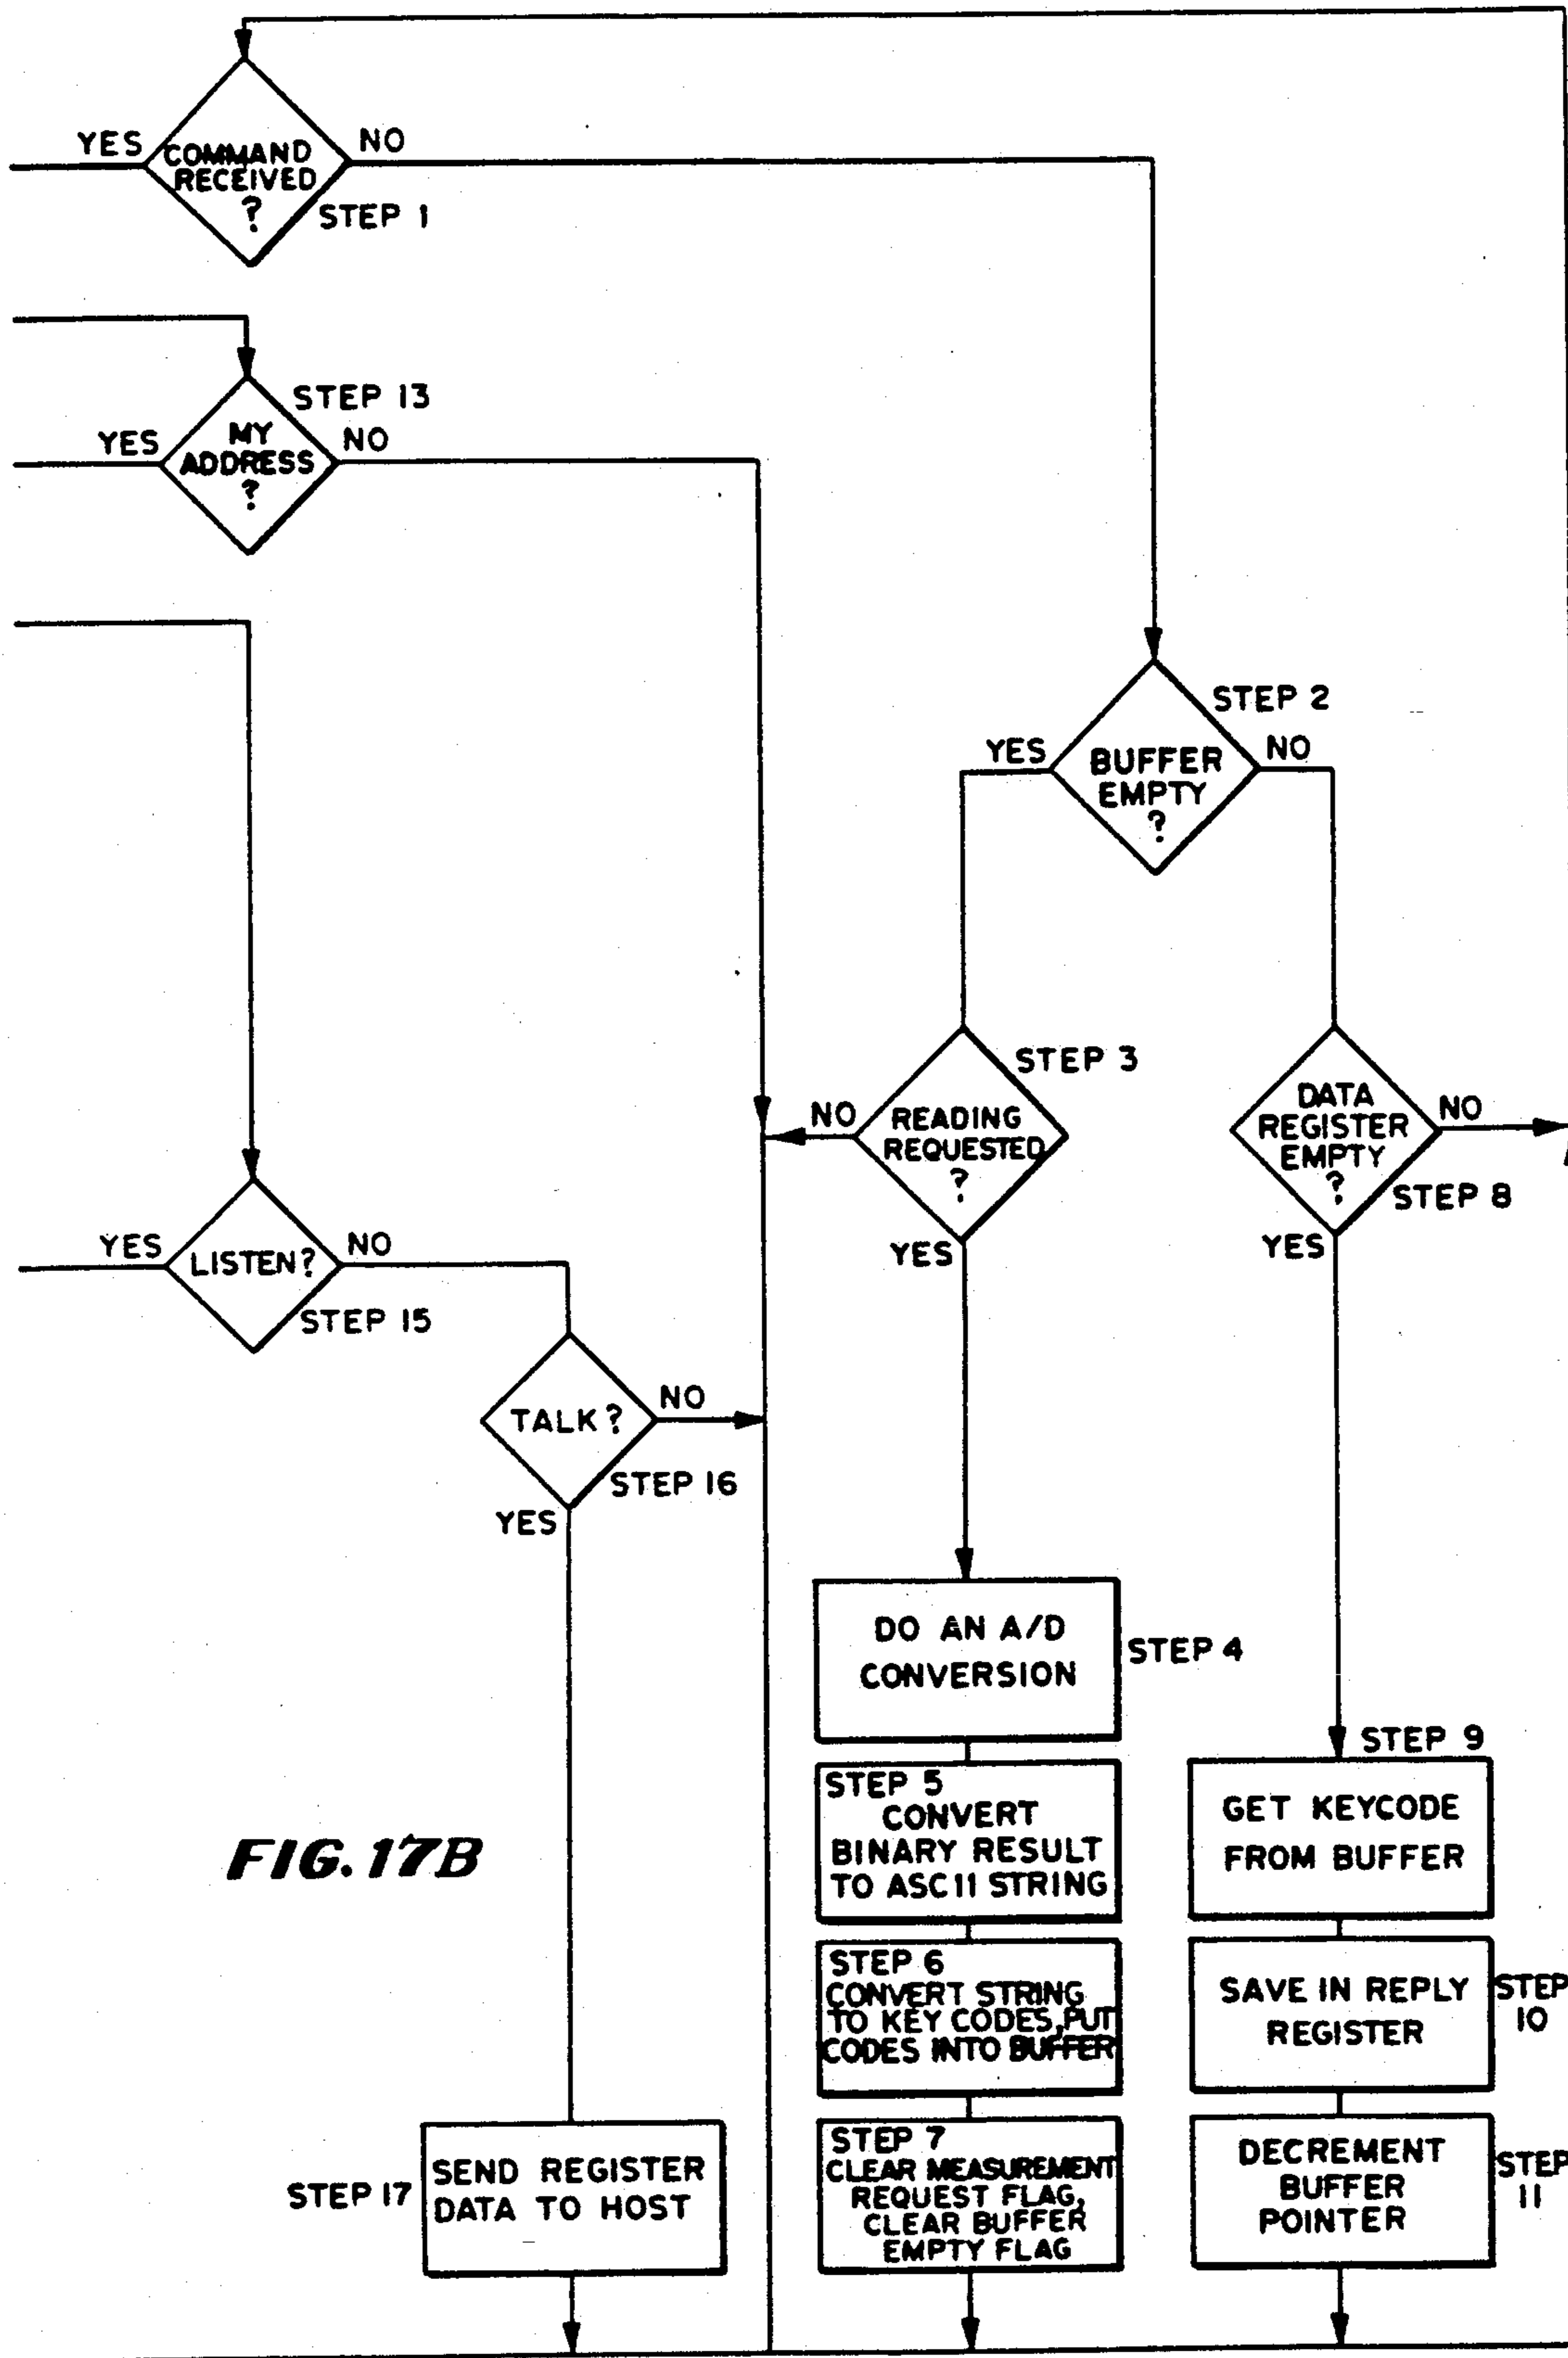 YES
COMMAND
RECEIVED
?
NO
STEP 1
STEP 13
YES
MY
ADDRESS
?
NO
STEP 2
YES
BUFFER
EMPTY
?
NO
STEP 3
NO
READING
REQUESTED
?
YES
DATA
REGISTER
EMPTY
?
NO
STEP 8
YES
YES
LISTEN?
NO
STEP 15
TALK?
NO
STEP 16
YES
DO AN A/D
CONVERSION
STEP 4
STEP 5
CONVERT
BINARY RESULT
TO ASCII STRING
STEP 6
CONVERT STRING
TO KEY CODES, PUT
CODES INTO BUFFER
STEP 7
CLEAR MEASUREMENT
REQUEST FLAG,
CLEAR BUFFER
EMPTY FLAG
STEP 9
GET KEYCODE
FROM BUFFER
SAVE IN REPLY
REGISTER
STEP
10
DECREMENT
BUFFER
POINTER
STEP
11
FIG. 17B
STEP 17
SEND REGISTER
DATA TO HOST